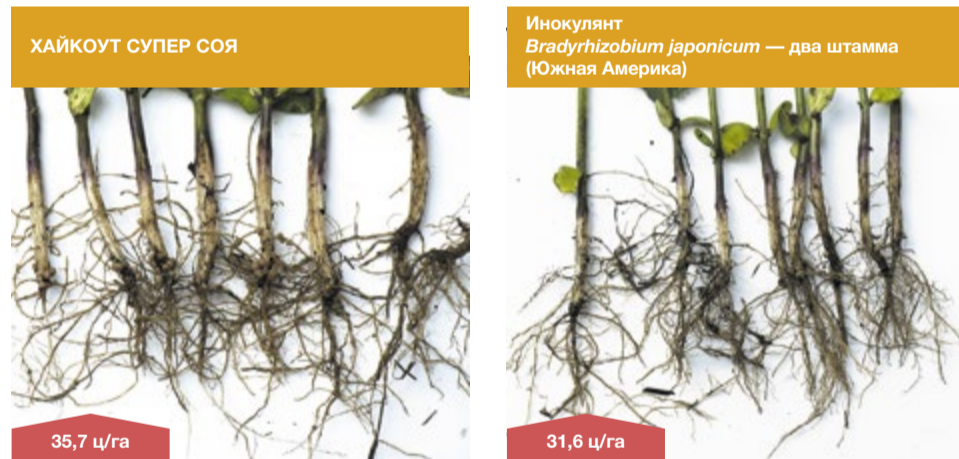 ХАЙКОУТ СУПЕР СОЯ
Инокулянт
Bradyrhizobium japonicum — два штамма
(Южная Америка)
35,7 ц/га
31,6 ц/га